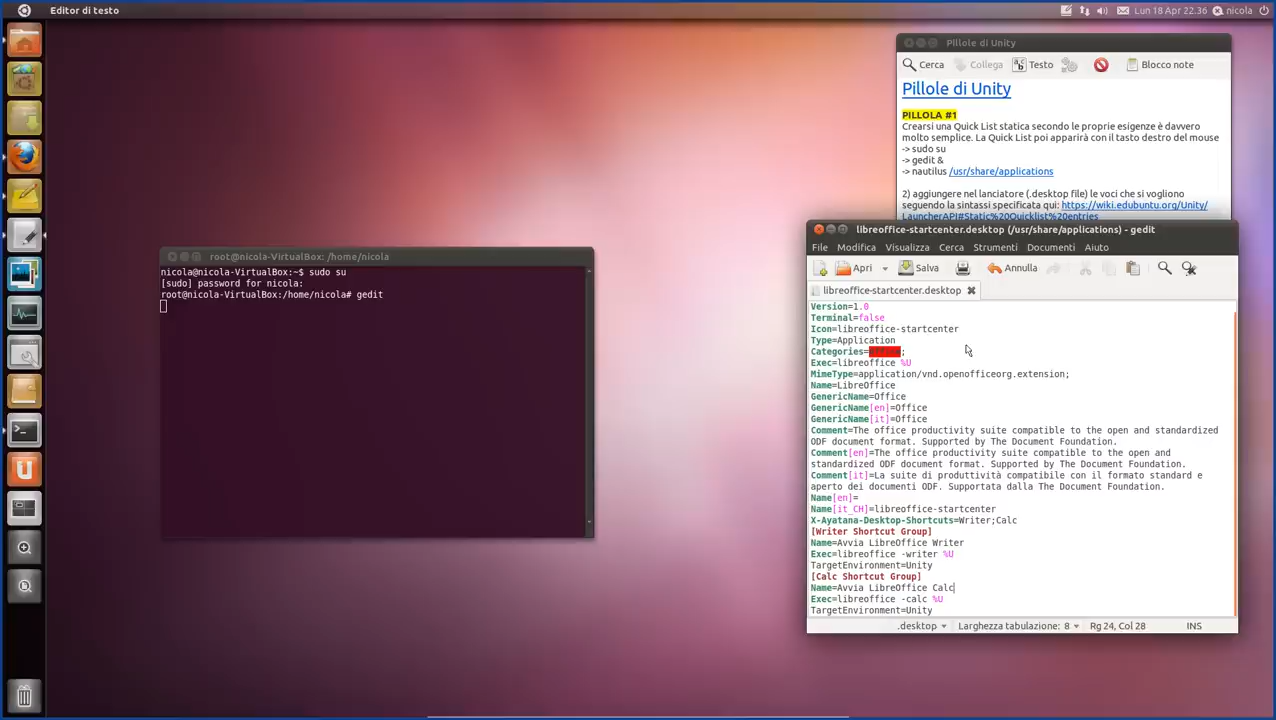 Editor di testo
Lun 18 Apr 22.36
nicola
Pillole di Unity
Cerca
Collega
Testo
Blocco note
Pillole di Unity
PILLOLA #1
Crearsi una Quick List statica secondo le proprie esigenze è davvero
molto semplice. La Quick List poi apparirà con il tasto destro del mouse
-> sudo su
-> gedit &
-> nautilus /usr/share/applications
2) aggiungere nel lanciatore (.desktop file) le voci che si vogliono
seguendo la sintassi specificata qui: https://wiki.edubuntu.org/Unity/
LauncherAPI#Static%20Quicklist%20entries
root@nicola-VirtualBox: /home/nicola
nicola@nicola-VirtualBox:~$ sudo su
[sudo] password for nicola:
root@nicola-VirtualBox:/home/nicola# gedit
libreoffice-startcenter.desktop (/usr/share/applications) - gedit
File Modifica Visualizza Cerca Strumenti Documenti Aiuto
Apri
Salva
Annulla
libreoffice-startcenter.desktop
Version=1.0
Terminal=false
Icon=libreoffice-startcenter
Type=Application
Categories=Office;
Exec=libreoffice %U
MimeType=application/vnd.openofficeorg.extension;
Name=LibreOffice
GenericName=Office
GenericName[en]=Office
GenericName[it]=Office
Comment=The office productivity suite compatible to the open and standardized
ODF document format. Supported by The Document Foundation.
Comment[en]=The office productivity suite compatible to the open and
standardized ODF document format. Supported by The Document Foundation.
Comment[it]=La suite di produttività compatibile con il formato standard e
aperto dei documenti ODF. Supportata dalla The Document Foundation.
Name[en]=
Name[it_CH]=libreoffice-startcenter
X-Ayatana-Desktop-Shortcuts=Writer;Calc
[Writer Shortcut Group]
Name=Avvia LibreOffice Writer
Exec=libreoffice -writer %U
TargetEnvironment=Unity
[Calc Shortcut Group]
Name=Avvia LibreOffice Calc
Exec=libreoffice -calc %U
TargetEnvironment=Unity
.desktop
Larghezza tabulazione: 8
Rg 24, Col 28
INS